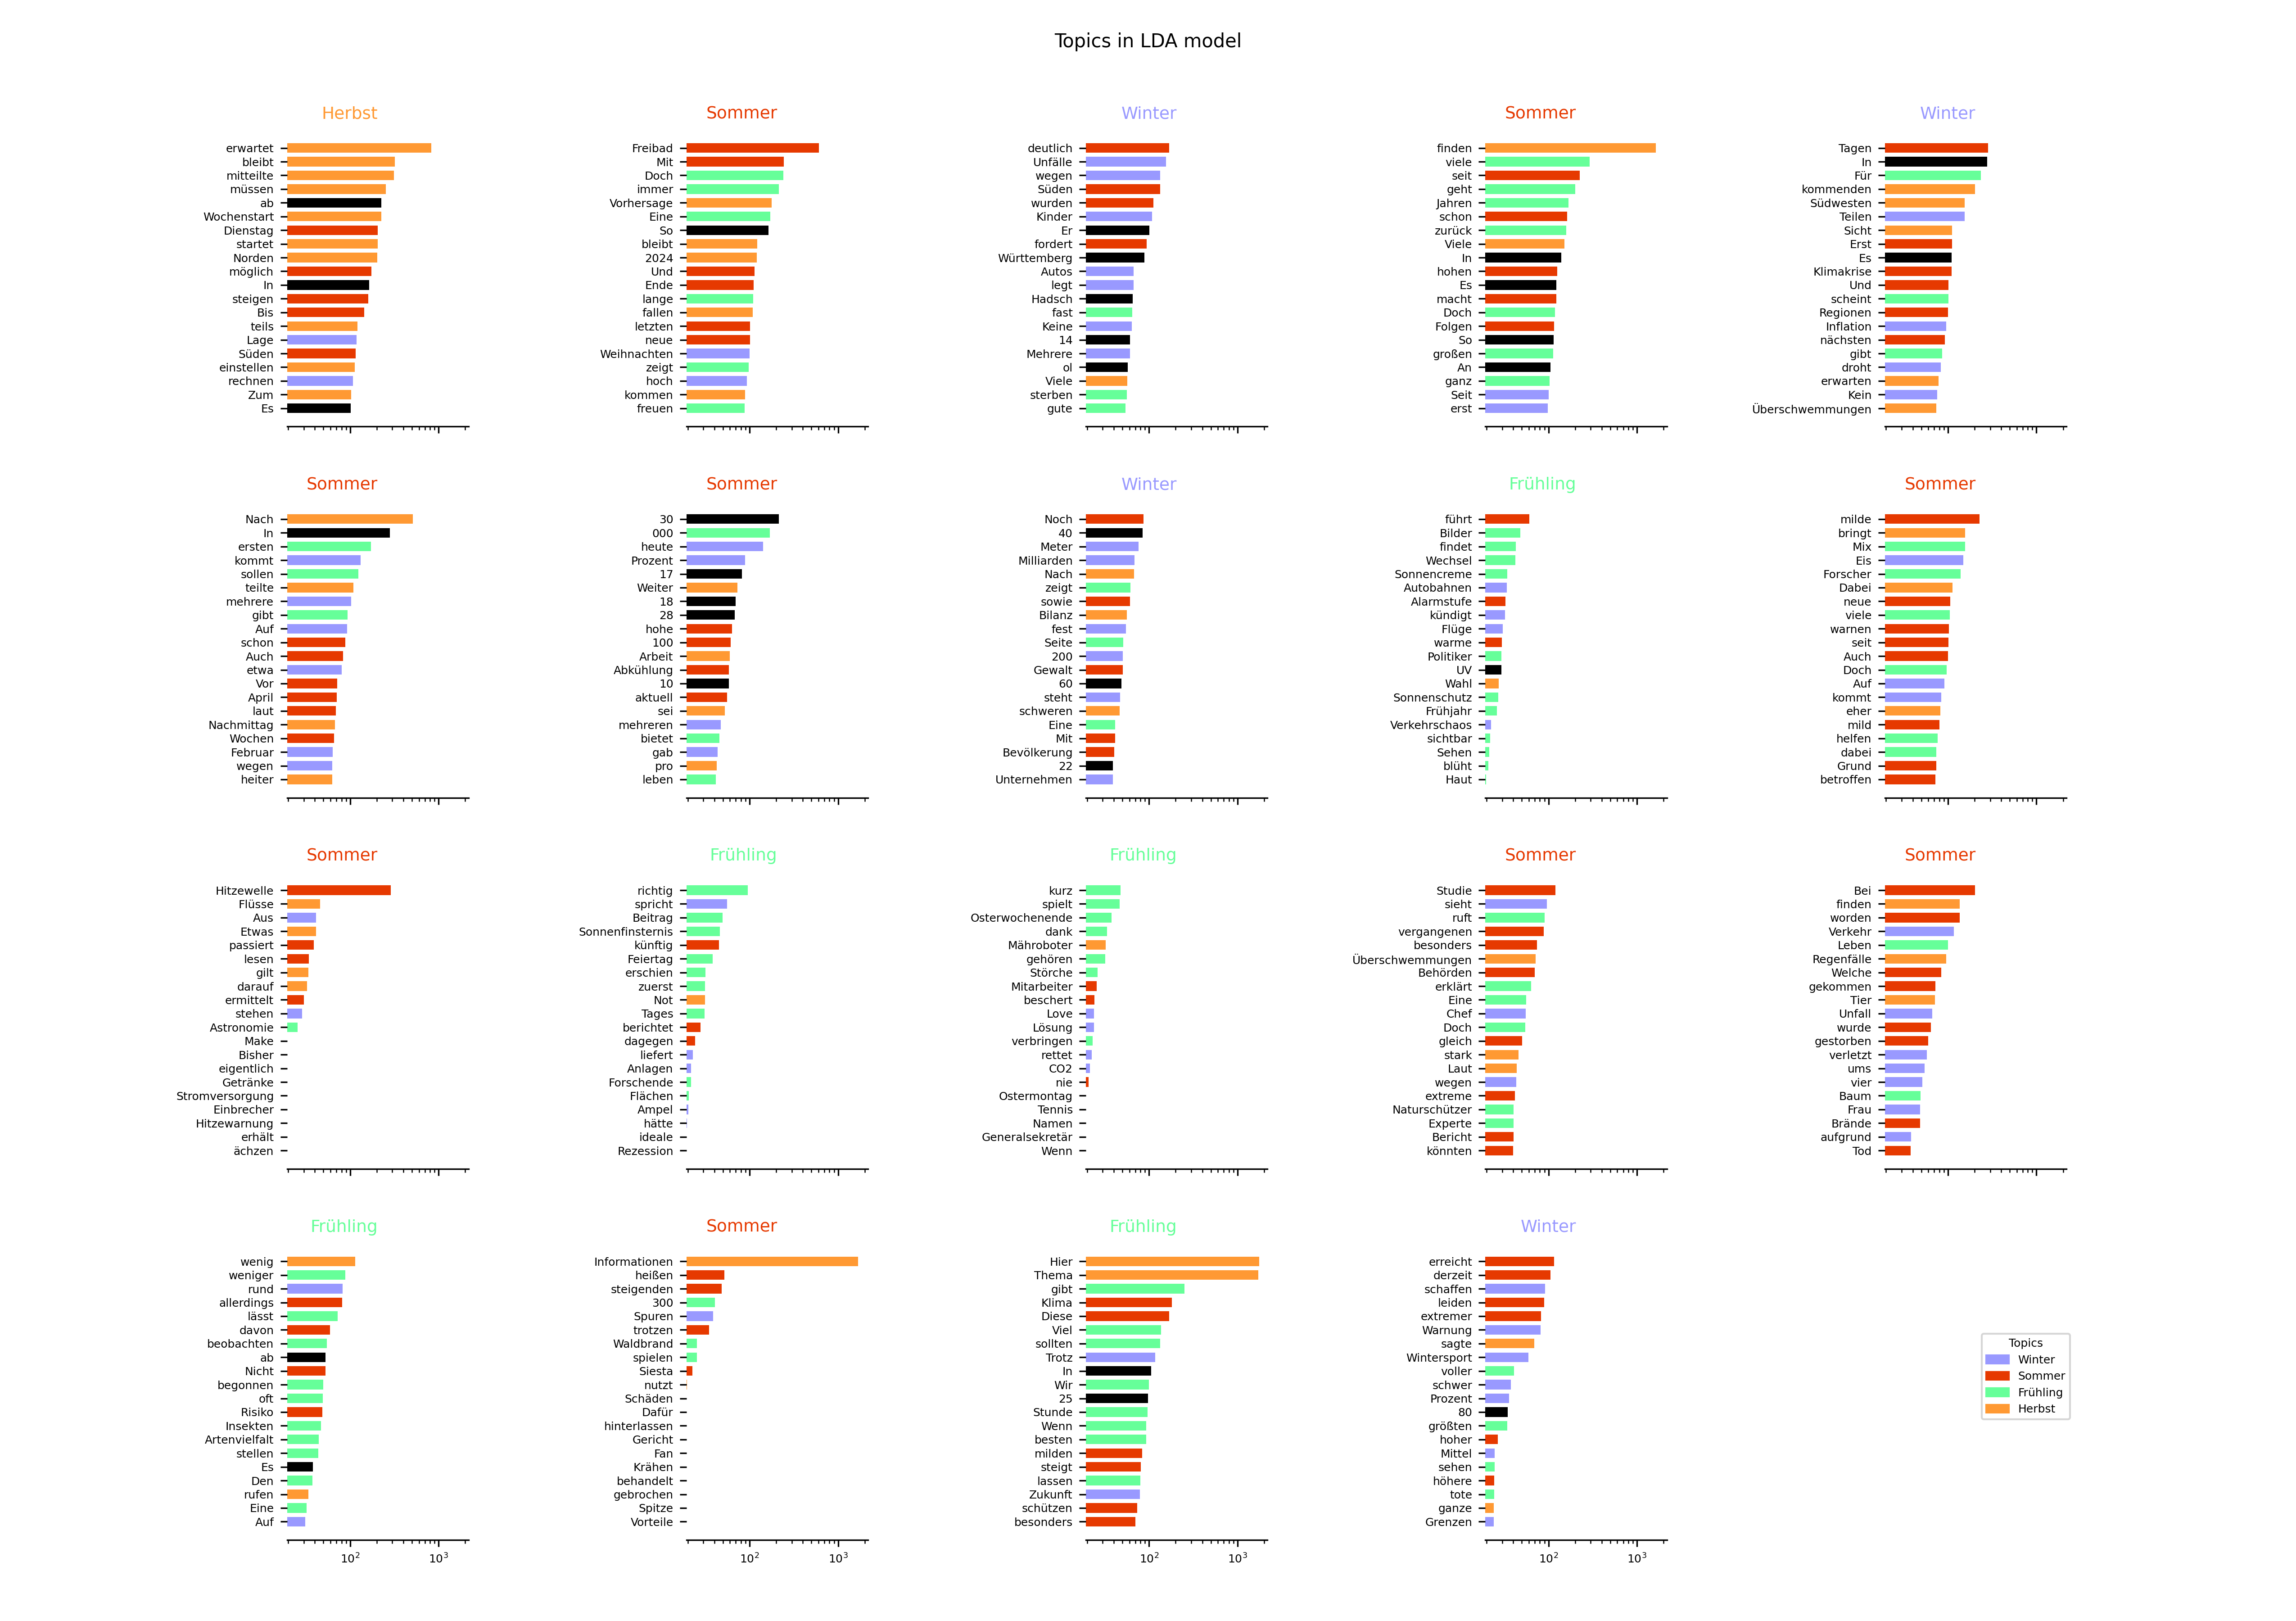 Topics in LDA model
Herbst
erwartet
bleibt
mitteilte
müssen
ab
Wochenstart
Dienstag
startet
Norden
möglich
In
steigen
Bis
teils
Lage
Süden
einstellen
rechnen
Zum
Es
Sommer
Freibad
Mit
Doch
immer
Vorhersage
Eine
So
bleibt
2024
Und
Ende
lange
fallen
letzten
neue
Weihnachten
zeigt
hoch
kommen
freuen
Winter
deutlich
Unfälle
wegen
Süden
wurden
Kinder
Er
fordert
Württemberg
Autos
legt
Hadsch
fast
Keine
14
Mehrere
ol
Viele
sterben
gute
Sommer
finden
viele
seit
geht
Jahren
schon
zurück
Viele
In
hohen
Es
macht
Doch
Folgen
So
großen
An
ganz
Seit
erst
Winter
Tagen
In
Für
kommenden
Südwesten
Teilen
Sicht
Erst
Es
Klimakrise
Und
scheint
Regionen
Inflation
nächsten
gibt
droht
erwarten
Kein
Überschwemmungen
Sommer
Nach
In
ersten
kommt
sollen
teilte
mehrere
gibt
Auf
schon
Auch
etwa
Vor
April
laut
Nachmittag
Wochen
Februar
wegen
heiter
Sommer
30
000
heute
Prozent
17
Weiter
18
28
hohe
100
Arbeit
Abkühlung
10
aktuell
sei
mehreren
bietet
gab
pro
leben
Winter
Noch
40
Meter
Milliarden
Nach
zeigt
sowie
Bilanz
fest
Seite
200
Gewalt
60
steht
schweren
Eine
Mit
Bevölkerung
22
Unternehmen
Frühling
führt
Bilder
findet
Wechsel
Sonnencreme
Autobahnen
Alarmstufe
kündigt
Flüge
warme
Politiker
UV
Wahl
Sonnenschutz
Frühjahr
Verkehrschaos
sichtbar
Sehen
blüht
Haut
Sommer
milde
bringt
Mix
Eis
Forscher
Dabei
neue
viele
warnen
seit
Auch
Doch
Auf
kommt
eher
mild
helfen
dabei
Grund
betroffen
Sommer
Hitzewelle
Flüsse
Aus
Etwas
passiert
lesen
gilt
darauf
ermittelt
stehen
Astronomie
Make
Bisher
eigentlich
Getränke
Stromversorgung
Einbrecher
Hitzewarnung
erhält
ächzen
Frühling
richtig
spricht
Beitrag
Sonnenfinsternis
künftig
Feiertag
erschien
zuerst
Not
Tages
berichtet
dagegen
liefert
Anlagen
Forschende
Flächen
Ampel
hätte
ideale
Rezession
Frühling
kurz
spielt
Osterwochenende
dank
Mähroboter
gehören
Störche
Mitarbeiter
beschert
Love
Lösung
verbringen
rettet
CO2
nie
Ostermontag
Tennis
Namen
Generalsekretär
Wenn
Sommer
Studie
sieht
ruft
vergangenen
besonders
Überschwemmungen
Behörden
erklärt
Eine
Chef
Doch
gleich
stark
Laut
wegen
extreme
Naturschützer
Experte
Bericht
könnten
Sommer
Bei
finden
worden
Verkehr
Leben
Regenfälle
Welche
gekommen
Tier
Unfall
wurde
gestorben
verletzt
ums
vier
Baum
Frau
Brände
aufgrund
Tod
Frühling
wenig
weniger
rund
allerdings
lässt
davon
beobachten
ab
Nicht
begonnen
oft
Risiko
Insekten
Artenvielfalt
stellen
Es
Den
rufen
Eine
Auf
10² 10³
Sommer
Informationen
heißen
steigenden
300
Spuren
trotzen
Waldbrand
spielen
Siesta
nutzt
Schäden
Dafür
hinterlassen
Gericht
Fan
Krähen
behandelt
gebrochen
Spitze
Vorteile
10² 10³
Frühling
Hier
Thema
gibt
Klima
Diese
Viel
sollten
Trotz
In
Wir
25
Stunde
Wenn
besten
milden
steigt
lassen
Zukunft
schützen
besonders
10² 10³
Winter
erreicht
derzeit
schaffen
leiden
extremer
Warnung
sagte
Wintersport
voller
schwer
Prozent
80
größten
hoher
Mittel
sehen
höhere
tote
ganze
Grenzen
10² 10³
Topics
Winter
Sommer
Frühling
Herbst